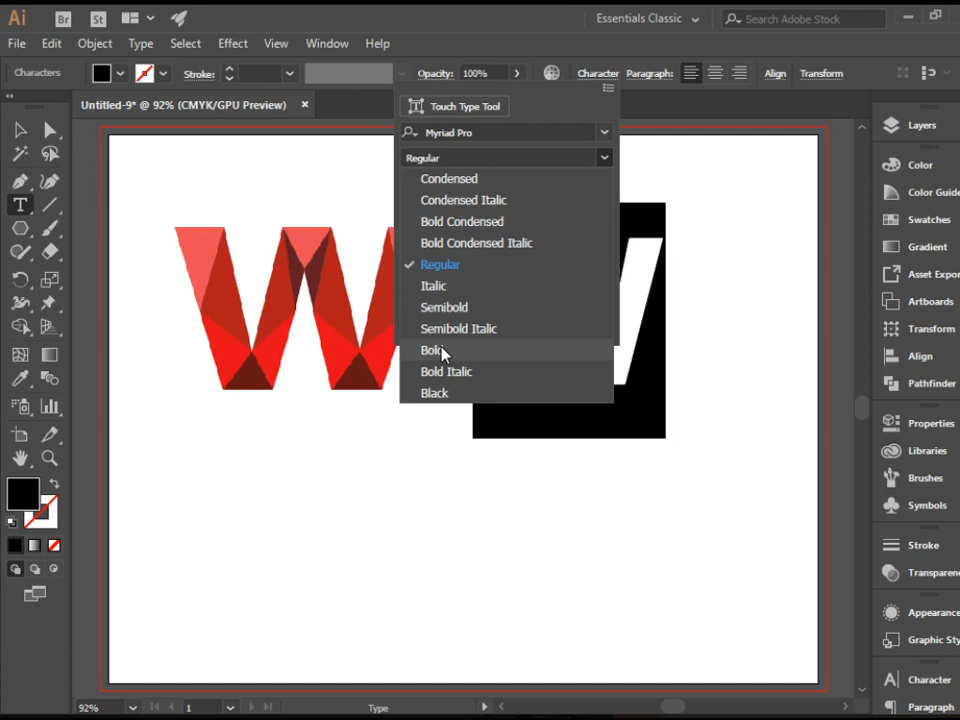 Ai Br St Essentials Classic Search Adobe Stock
File Edit Object Type Select Effect View Window Help
Characters Stroke: Opacity: 100% Character Paragraph: Align Transform
Untitled-9* @ 92% (CMYK/GPU Preview) ×
Touch Type Tool
Myriad Pro
Regular
Condensed
Condensed Italic
Bold Condensed
Bold Condensed Italic
Regular
Italic
Semibold
Semibold Italic
Bold
Bold Italic
Black
W
Layers
Color
Color Guide
Swatches
Gradient
Asset Expor
Artboards
Transform
Align
Pathfinder
Properties
Libraries
Brushes
Symbols
Stroke
Transparen
Appearance
Graphic Sty
Character
Paragraph
92% 1 Type